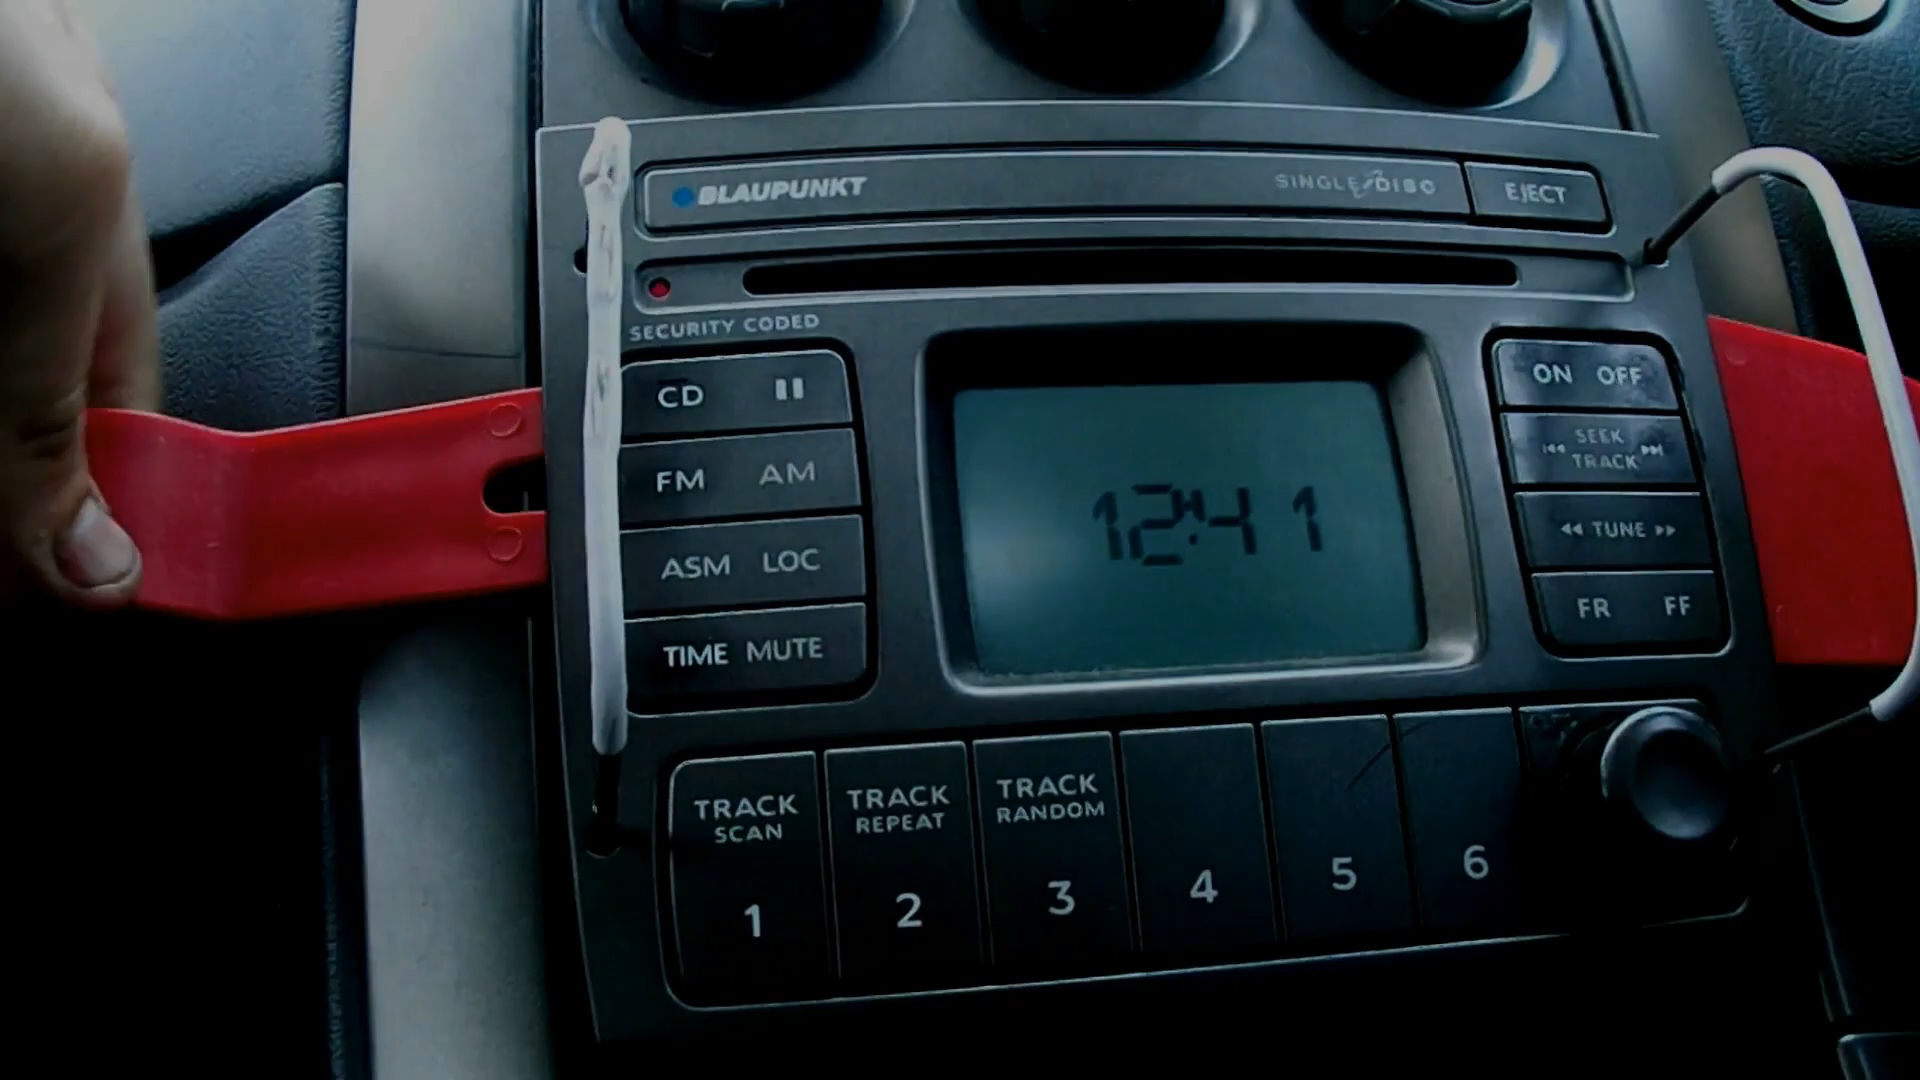 BLAUPUNKT
SINGLE DISC
EJECT
SECURITY CODED
CD
ON OFF
FM AM
SEEK
TRACK
ASM LOC
TUNE
TIME MUTE
FR FF
12:41
TRACK
SCAN
1
TRACK
REPEAT
2
TRACK
RANDOM
3
4
5
6